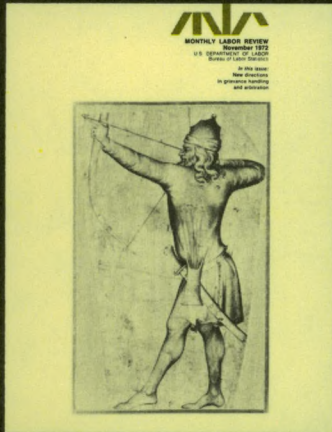 MONTHLY LABOR REVIEW
November 1972
U.S. DEPARTMENT OF LABOR
Bureau of Labor Statistics
In this issue:
New directions
in grievance handling
and arbitration